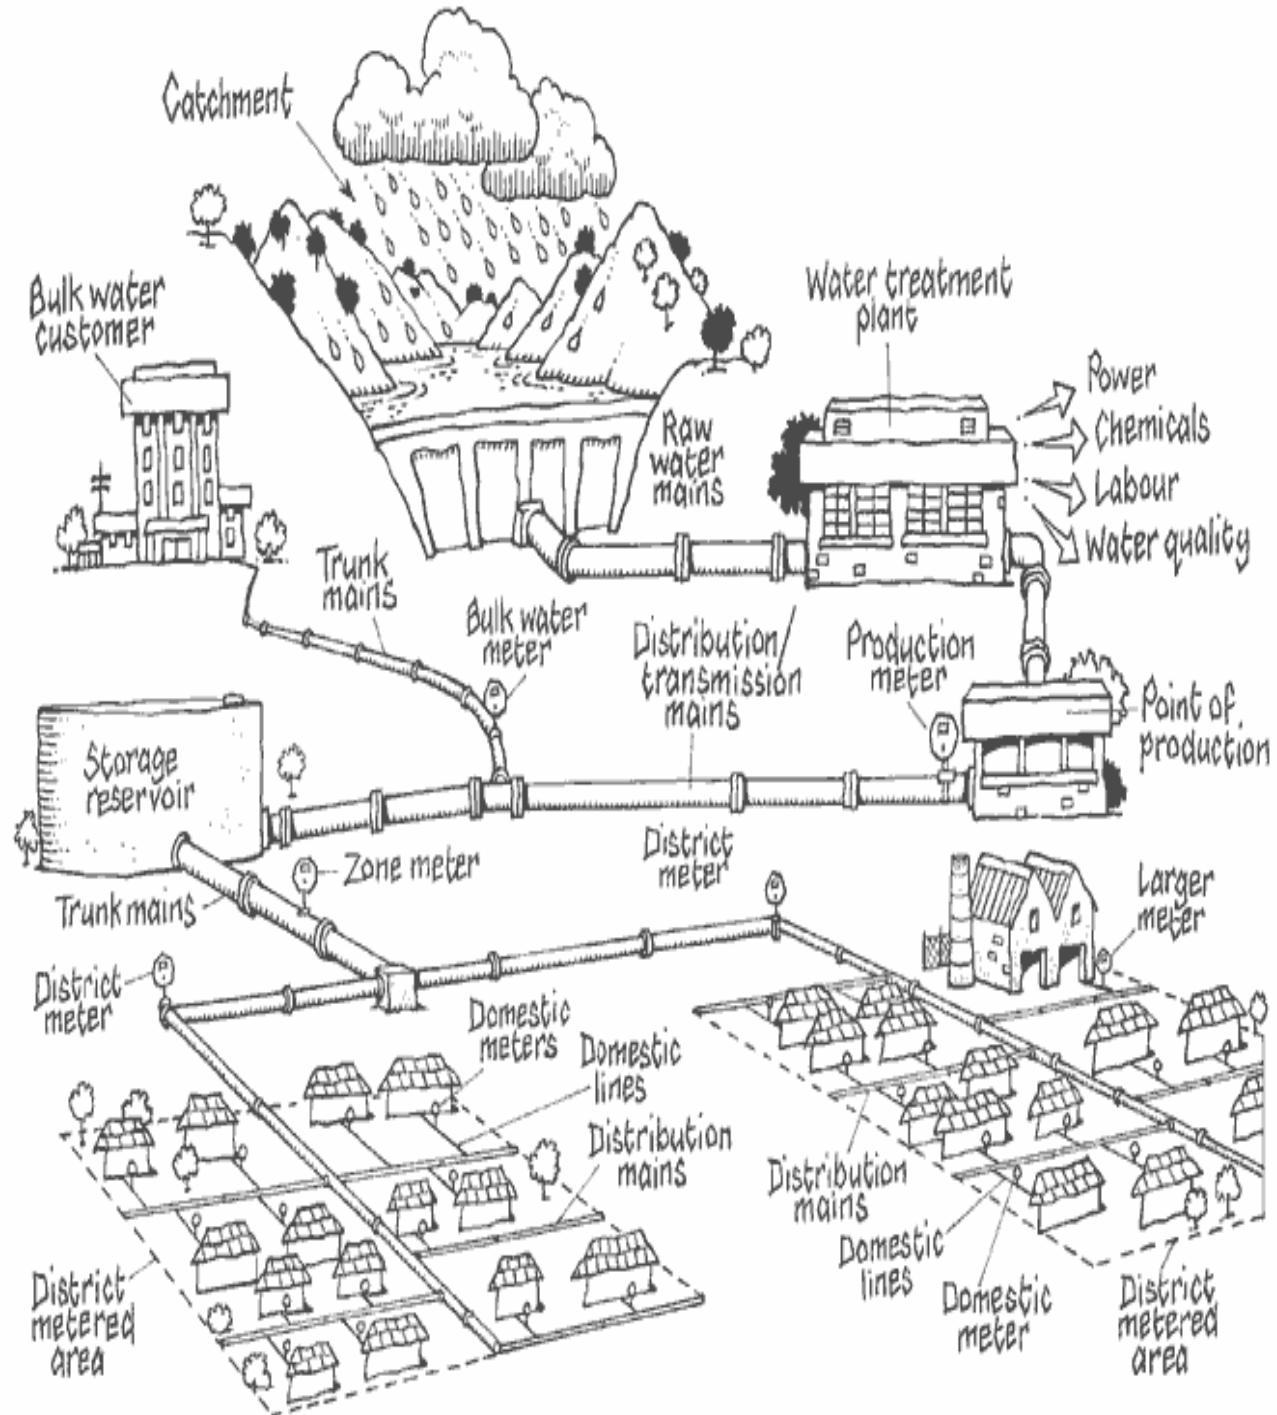 Catchment
Bulk water
customer
Water treatment
plant
Power
Chemicals
Labour
Water quality
Raw
water
mains
Trunk
mains
Bulk water
meter
Distribution
transmission
mains
Production
meter
Point of
production
Storage
reservoir
Zone meter
District
meter
Larger
meter
Trunk mains
District
meter
Domestic
meters
Domestic
lines
Distribution
mains
Distribution
mains
Domestic
lines
Domestic
meter
District
metered
area
District
metered
area